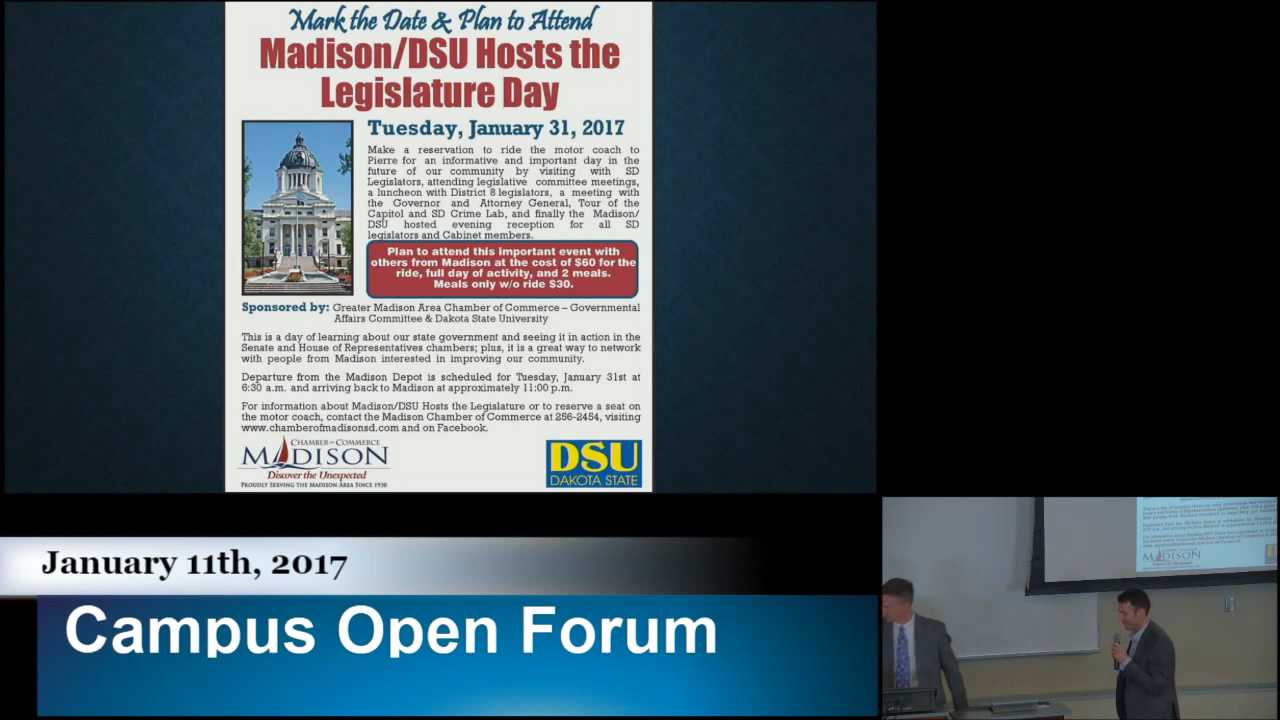 Mark the Date & Plan to Attend
Madison/DSU Hosts the
Legislature Day
Tuesday, January 31, 2017
Make a reservation to ride the motor coach to
Pierre for an informative and important day in the
future of our community by visiting with SD
Legislators, attending legislative committee meetings,
a luncheon with District 8 legislators, a meeting with
the Governor and Attorney General, Tour of the
Capitol and SD Crime Lab, and finally the Madison/
DSU hosted evening reception for all SD
legislators and Cabinet members.
Plan to attend this important event with
others from Madison at the cost of $60 for the
ride, full day of activity, and 2 meals.
Meals only w/o ride $30.
Sponsored by: Greater Madison Area Chamber of Commerce – Governmental
Affairs Committee & Dakota State University
This is a day of learning about our state government and seeing it in action in the
Senate and House of Representatives chambers; plus, it is a great way to network
with people from Madison interested in improving our community.
Departure from the Madison Depot is scheduled for Tuesday, January 31st at
6:30 a.m. and arriving back to Madison at approximately 11:00 p.m.
For information about Madison/DSU Hosts the Legislature or to reserve a seat on
the motor coach, contact the Madison Chamber of Commerce at 256-2454, visiting
www.chamberofmadisonsd.com and on Facebook.
CHAMBER OF COMMERCE
MADISON
Discover the Unexpected
PROUDLY SERVING THE MADISON AREA SINCE 1930
DSU
DAKOTA STATE
January 11th, 2017
Campus Open Forum
MADISON